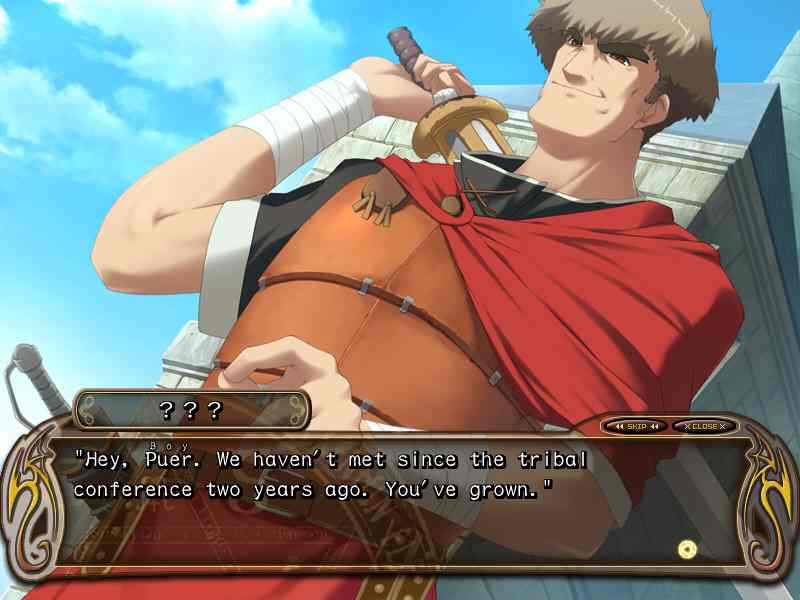 ???
◀◀ SKIP ◀◀
×CLOSE×
Boy
"Hey, Puer. We haven't met since the tribal
conference two years ago. You've grown."